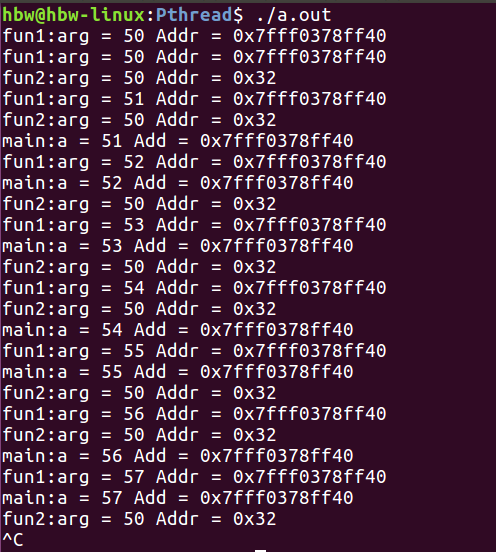 hbw@hbw-linux:Pthread$ ./a.out
fun1:arg = 50 Addr = 0x7fff0378ff40
fun1:arg = 50 Addr = 0x7fff0378ff40
fun2:arg = 50 Addr = 0x32
fun1:arg = 51 Addr = 0x7fff0378ff40
fun2:arg = 50 Addr = 0x32
main:a = 51 Add = 0x7fff0378ff40
fun1:arg = 52 Addr = 0x7fff0378ff40
main:a = 52 Add = 0x7fff0378ff40
fun2:arg = 50 Addr = 0x32
fun1:arg = 53 Addr = 0x7fff0378ff40
main:a = 53 Add = 0x7fff0378ff40
fun2:arg = 50 Addr = 0x32
fun1:arg = 54 Addr = 0x7fff0378ff40
fun2:arg = 50 Addr = 0x32
main:a = 54 Add = 0x7fff0378ff40
fun1:arg = 55 Addr = 0x7fff0378ff40
main:a = 55 Add = 0x7fff0378ff40
fun2:arg = 50 Addr = 0x32
fun1:arg = 56 Addr = 0x7fff0378ff40
fun2:arg = 50 Addr = 0x32
main:a = 56 Add = 0x7fff0378ff40
fun1:arg = 57 Addr = 0x7fff0378ff40
main:a = 57 Add = 0x7fff0378ff40
fun2:arg = 50 Addr = 0x32
^C